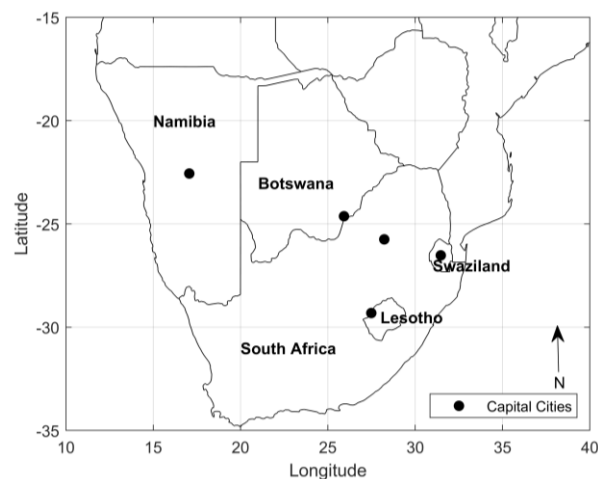 -15
Namibia
-20
Botswana
Latitude
-25
Swaziland
Lesotho
-30
South Africa
N
Capital Cities
-35
10 15 20 25 30 35 40
Longitude